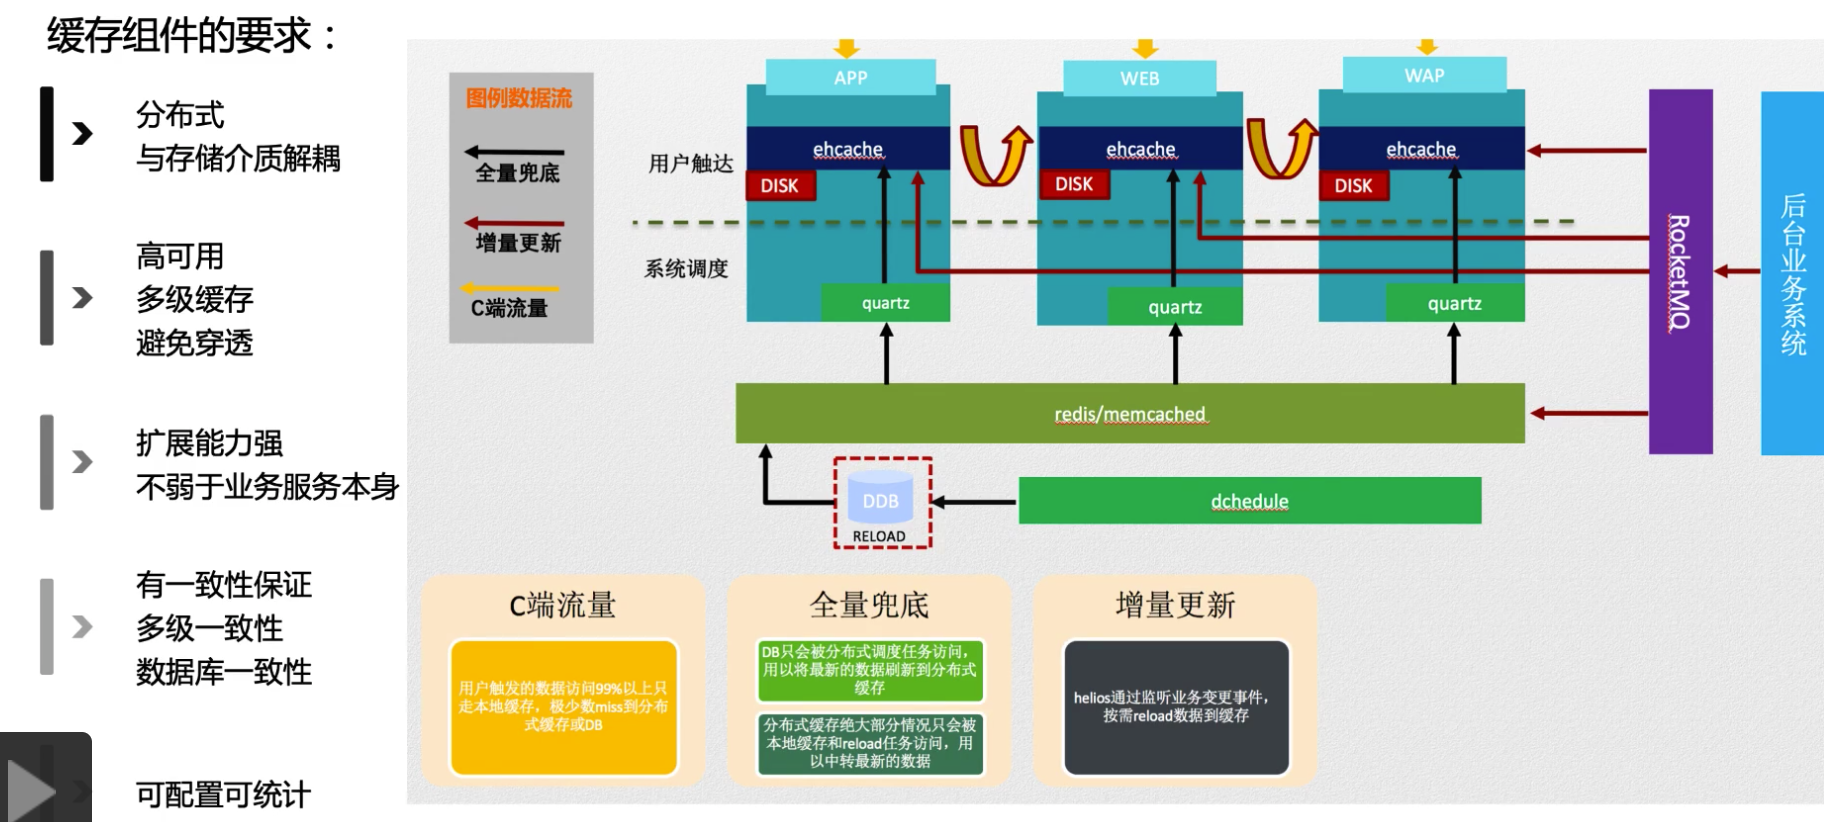 缓存组件的要求：
分布式
与存储介质解耦
高可用
多级缓存
避免穿透
扩展能力强
不弱于业务服务本身
有一致性保证
多级一致性
数据库一致性
可配置可统计
图例数据流
全量兜底
增量更新
C端流量
用户触达
系统调度
APP
ehcache
DISK
quartz
WEB
ehcache
DISK
quartz
WAP
ehcache
DISK
quartz
RocketMQ
后台业务系统
redis/memcached
DDB
RELOAD
dchedule
C端流量
用户触发的数据访问99%以上只
走本地缓存，极少数miss到分布
式缓存或DB
全量兜底
DB只会被分布式调度任务访问，
用以将最新的数据刷新到分布式
缓存
分布式缓存绝大部分情况只会被
本地缓存和reload任务访问，用
以中转最新的数据
增量更新
helios通过监听业务变更事件，
按需reload数据到缓存